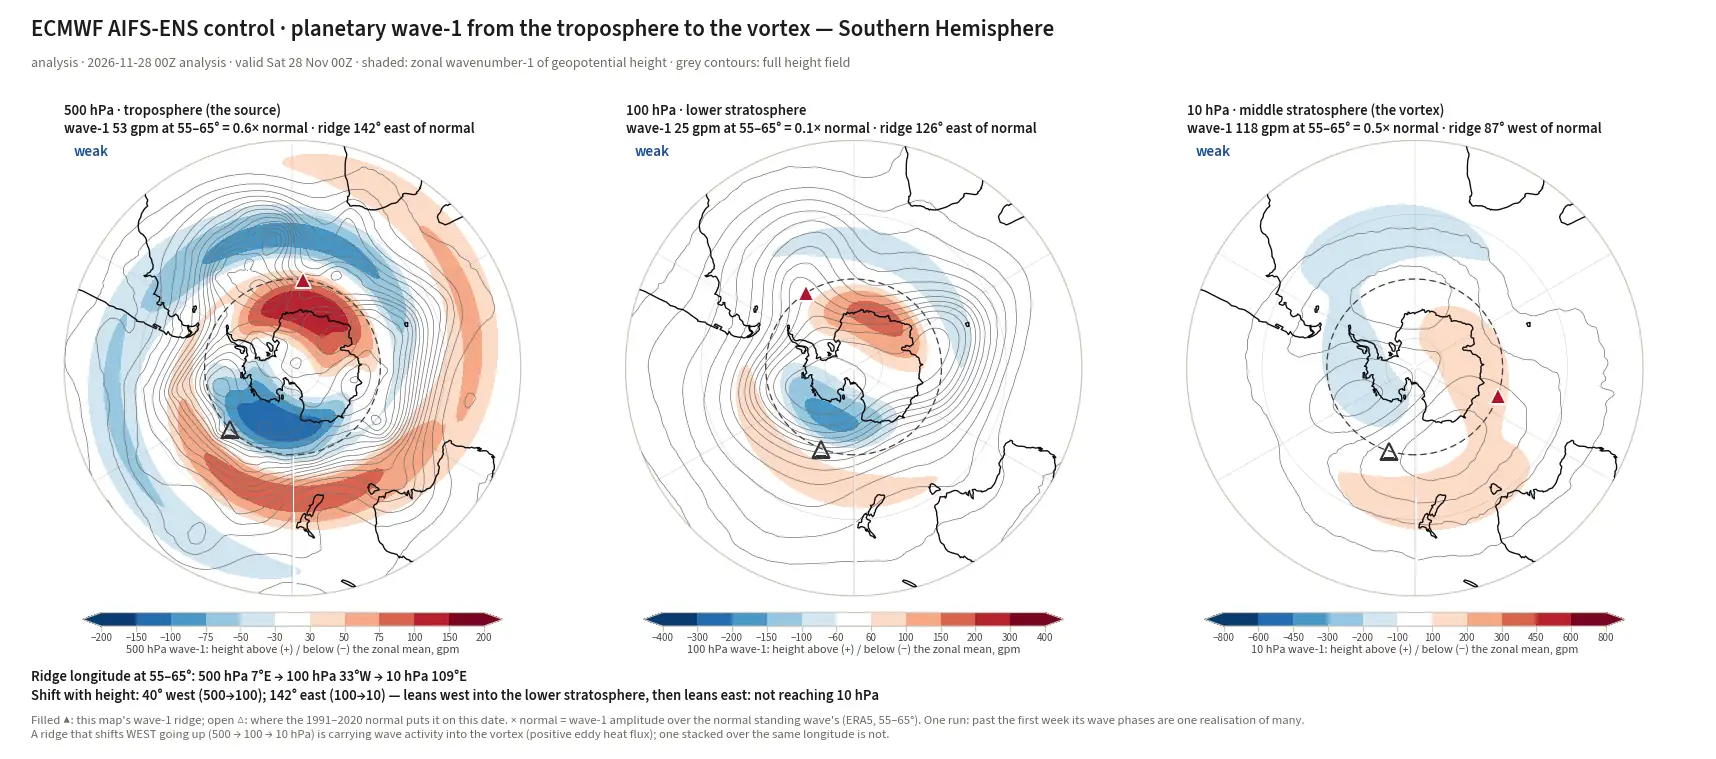 ECMWF AIFS-ENS control · planetary wave-1 from the troposphere to the vortex — Southern Hemisphere
analysis · 2026-11-28 00Z analysis · valid Sat 28 Nov 00Z · shaded: zonal wavenumber-1 of geopotential height · grey contours: full height field
500 hPa · troposphere (the source)
wave-1 53 gpm at 55–65° = 0.6× normal · ridge 142° east of normal
weak
100 hPa · lower stratosphere
wave-1 25 gpm at 55–65° = 0.1× normal · ridge 126° east of normal
weak
10 hPa · middle stratosphere (the vortex)
wave-1 118 gpm at 55–65° = 0.5× normal · ridge 87° west of normal
weak
−200 −150 −100 −75 −50 −30 30 50 75 100 150 200
500 hPa wave-1: height above (+) / below (−) the zonal mean, gpm
−400 −300 −200 −150 −100 −60 60 100 150 200 300 400
100 hPa wave-1: height above (+) / below (−) the zonal mean, gpm
−800 −600 −450 −300 −200 −100 100 200 300 450 600 800
10 hPa wave-1: height above (+) / below (−) the zonal mean, gpm
Ridge longitude at 55–65°: 500 hPa 7°E → 100 hPa 33°W → 10 hPa 109°E
Shift with height: 40° west (500→100); 142° east (100→10) — leans west into the lower stratosphere, then leans east: not reaching 10 hPa
Filled ▲: this map's wave-1 ridge; open △: where the 1991–2020 normal puts it on this date. × normal = wave-1 amplitude over the normal standing wave's (ERA5, 55–65°). One run: past the first week its wave phases are one realisation of many.
A ridge that shifts WEST going up (500 → 100 → 10 hPa) is carrying wave activity into the vortex (positive eddy heat flux); one stacked over the same longitude is not.